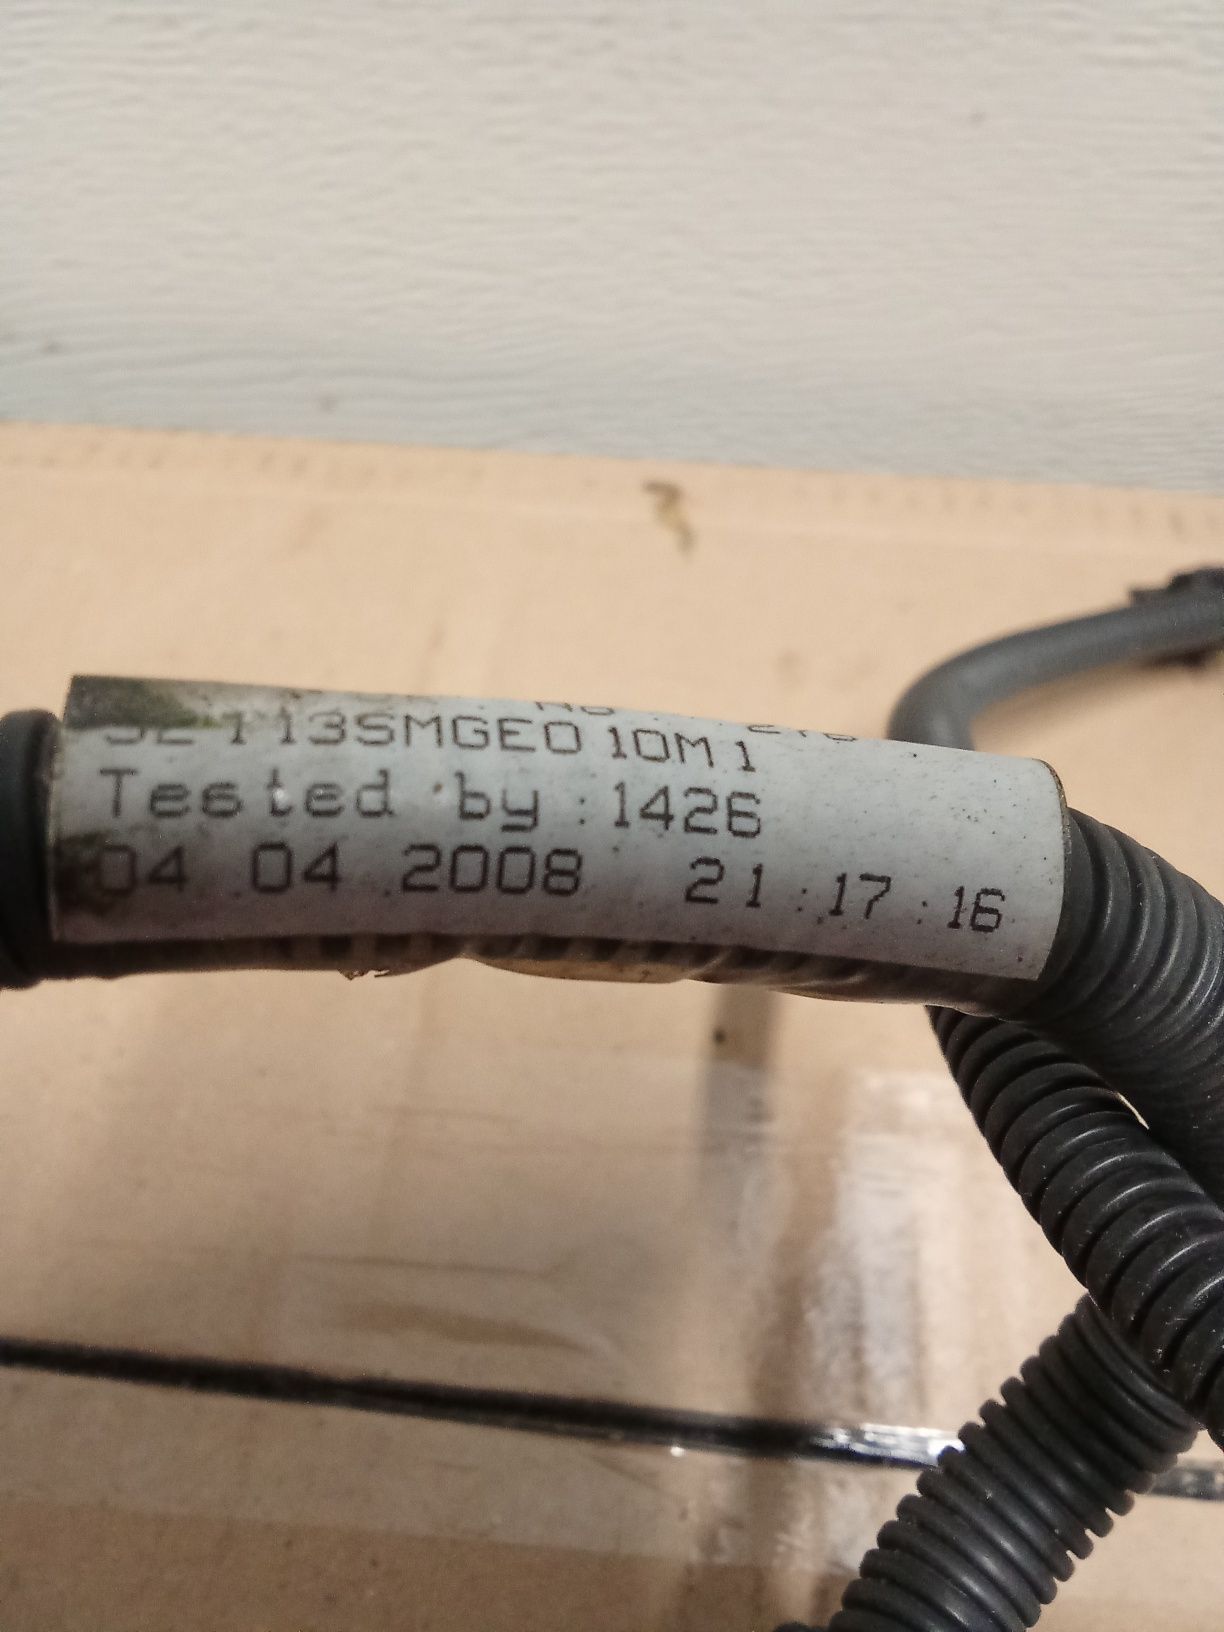 13SMGE010M1
Tested by :1426
04 .04 .2008 21 :17 :16